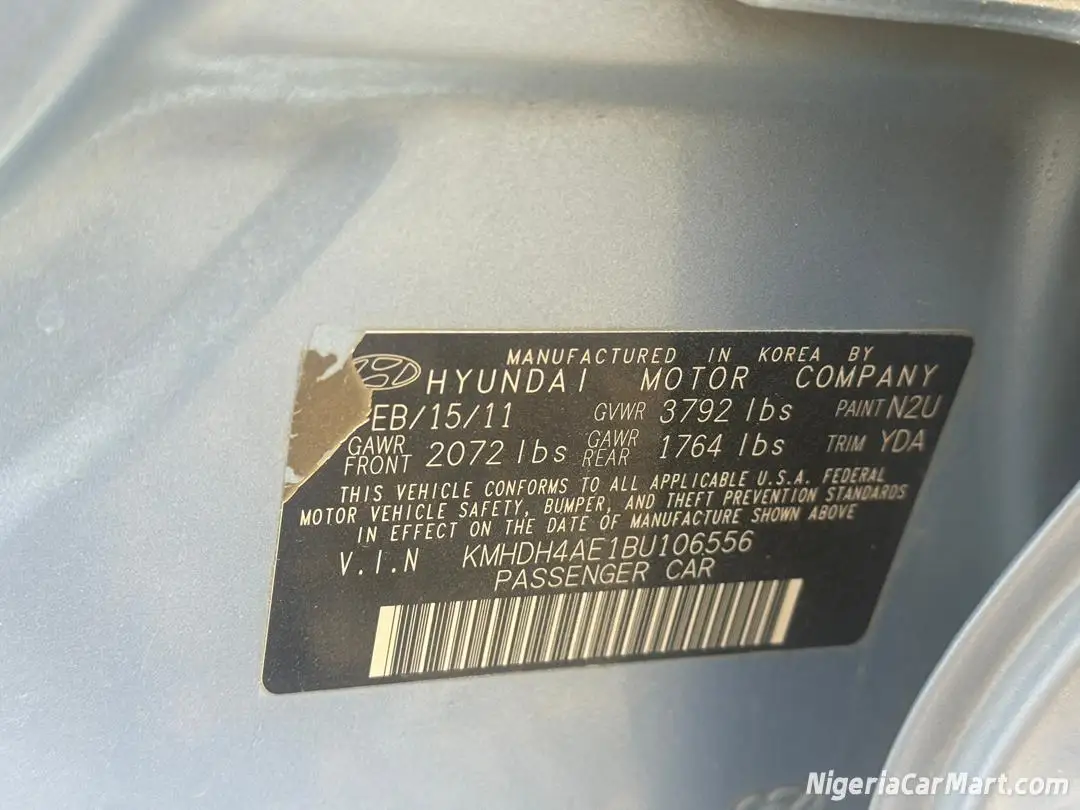 MANUFACTURED IN KOREA BY
HYUNDAI MOTOR COMPANY
EB/15/11 GVWR 3792 lbs PAINT N2U
GAWR FRONT 2072 lbs GAWR REAR 1764 lbs TRIM YDA
THIS VEHICLE CONFORMS TO ALL APPLICABLE U.S.A. FEDERAL
MOTOR VEHICLE SAFETY, BUMPER, AND THEFT PREVENTION STANDARDS
IN EFFECT ON THE DATE OF MANUFACTURE SHOWN ABOVE
V.I.N KMHDH4AE1BU106556
PASSENGER CAR
NigeriaCarMart.com